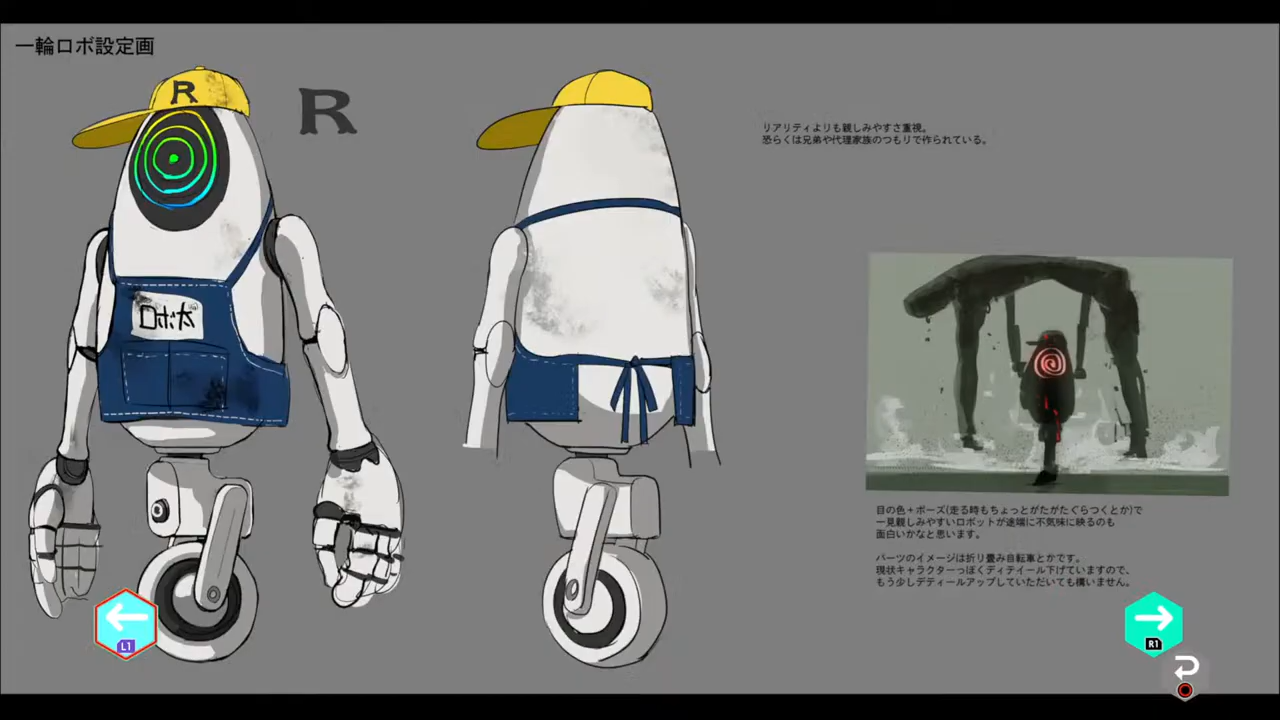 一輪ロボ設定画
R
R
ロボ太
リアリティよりも親しみやすさ重視。
恐らくは兄弟や代理家族のつもりで作られている。
目の色+ポーズ(走る時もちょっとがたがたぐらつくとか)で
一見親しみやすいロボットが途端に不気味に映るのも
面白いかなと思います。
パーツのイメージは折り畳み自転車とかです。
現状キャラクターっぽくディテイール下げていますので、
もう少しデティールアップしていただいても構いません。
L1
R1